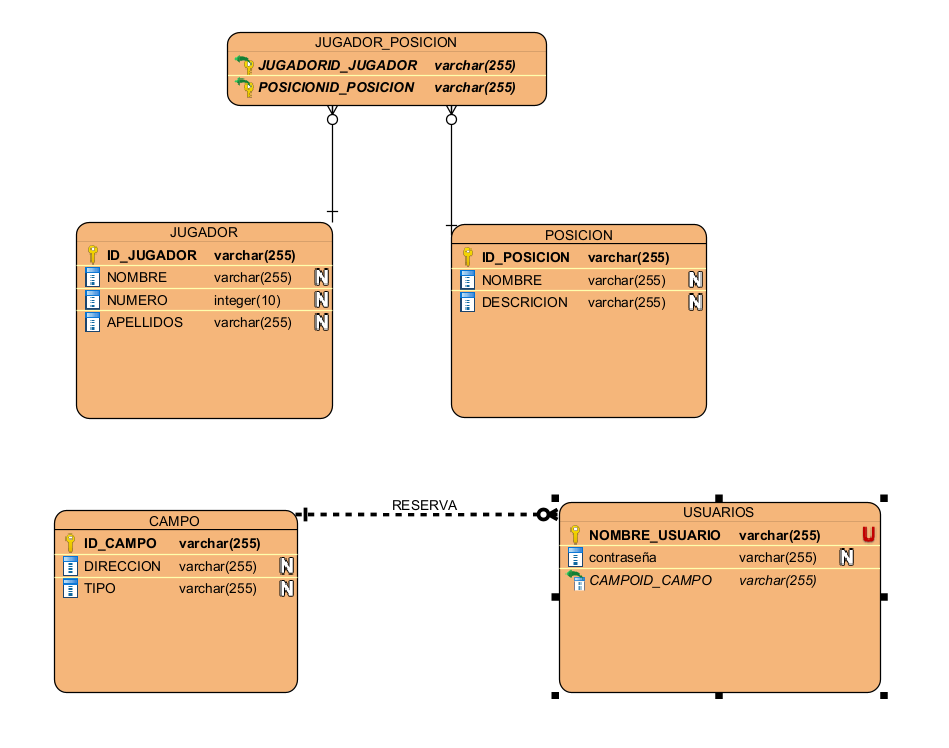 JUGADOR_POSICION
JUGADORID_JUGADOR varchar(255)
POSICIONID_POSICION varchar(255)
JUGADOR
ID_JUGADOR varchar(255)
NOMBRE varchar(255) N
NUMERO integer(10) N
APELLIDOS varchar(255) N
POSICION
ID_POSICION varchar(255)
NOMBRE varchar(255) N
DESCRICION varchar(255) N
RESERVA
CAMPO
ID_CAMPO varchar(255)
DIRECCION varchar(255) N
TIPO varchar(255) N
USUARIOS
NOMBRE_USUARIO varchar(255) U
contraseña varchar(255) N
CAMPOID_CAMPO varchar(255)